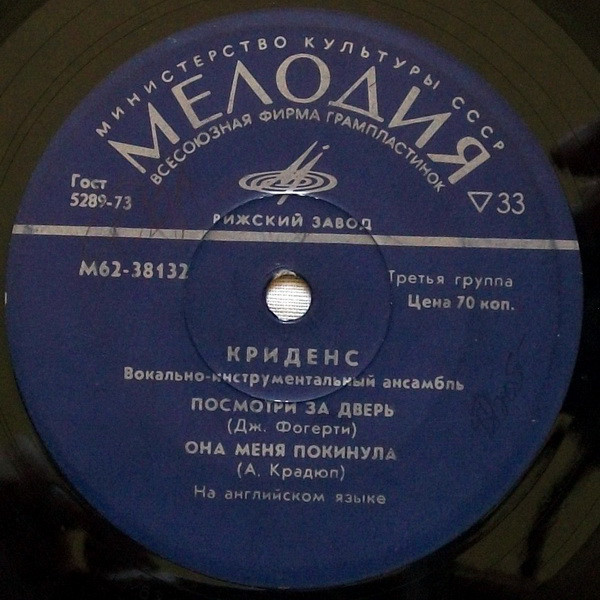 МИНИСТЕРСТВО КУЛЬТУРЫ СССР
МЕЛОДИЯ
ВСЕСОЮЗНАЯ ФИРМА ГРАМПЛАСТИНОК
Гост
5289-73
▽33
РИЖСКИЙ ЗАВОД
М62-38132
Третья группа
Цена 70 коп.
КРИДЕНС
Вокально-инструментальный ансамбль
ПОСМОТРИ ЗА ДВЕРЬ
(Дж. Фогерти)
ОНА МЕНЯ ПОКИНУЛА
(А. Крадюп)
На английском языке